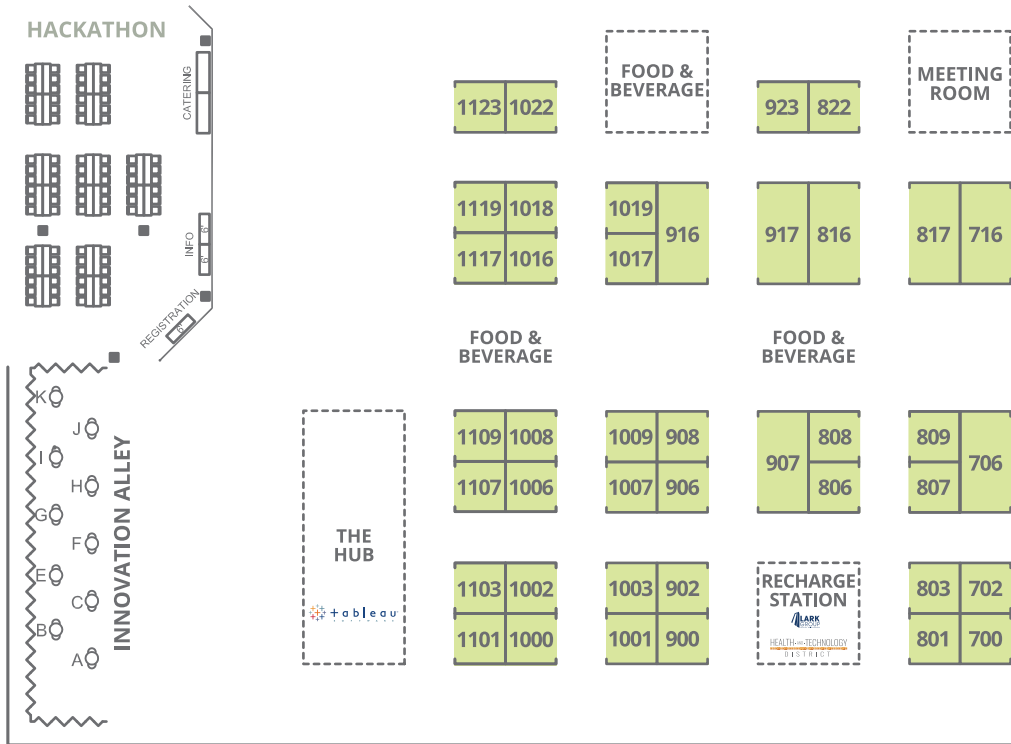 HACKATHON
CATERING
INFO
6'
6'
REGISTRATION
6'
FOOD &
BEVERAGE
MEETING
ROOM
1123 1022
923 822
1119 1018
1117 1016
1019
1017
916
917 816
817 716
FOOD &
BEVERAGE
FOOD &
BEVERAGE
K
J
I
H
G
F
E
C
B
A
INNOVATION ALLEY
THE
HUB
tableau
SOFTWARE
1109 1008
1107 1006
1009 908
1007 906
907
808
806
809
807
706
1103 1002
1101 1000
1003 902
1001 900
RECHARGE
STATION
LARK
GROUP
HEALTH AND TECHNOLOGY
DISTRICT
803 702
801 700